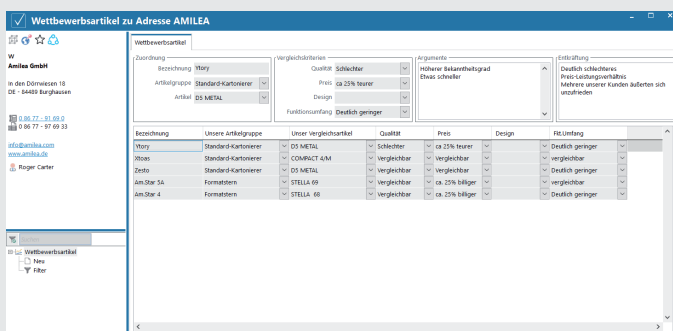 Wettbewerbsartikel zu Adresse AMILEA
W
Amilea GmbH
In den Dörnwiesen 18
DE - 84489 Burghausen
0 86 77 - 91 69 0
0 86 77 - 97 69 33
info@amilea.com
www.amilea.de
Roger Carter
Wettbewerbsartikel
Neu
Filter
Wettbewerbsartikel
Zuordnung
Bezeichnung Ytory
Artikelgruppe Standard-Kartonierer
Artikel D5 METAL
Vergleichskriterien
Qualität Schlechter
Preis ca 25% teurer
Design
Funktionsumfang Deutlich geringer
Argumente
Höherer Bekanntheitsgrad
Etwas schneller
Entkräftung
Deutlich schlechteres
Preis-Leistungsverhältnis
Mehrere unserer Kunden äußerten sich
unzufrieden
Bezeichnung Unsere Artikelgruppe Unser Vergleichsartikel Qualität Preis Design Fkt.Umfang
Ytory Standard-Kartonierer D5 METAL Schlechter ca 25% teurer Deutlich geringer
Xtoas Standard-Kartonierer COMPACT 4/M Vergleichbar Vergleichbar vergleichbar
Zesto Standard-Kartonierer D5 METAL Vergleichbar Vergleichbar Deutlich geringer
Am.Star 5A Formatstern STELLA 69 Vergleichbar ca. 25% billiger vergleichbar
Am.Star 4 Formatstern STELLA 68 Vergleichbar ca. 25% billiger Deutlich geringer